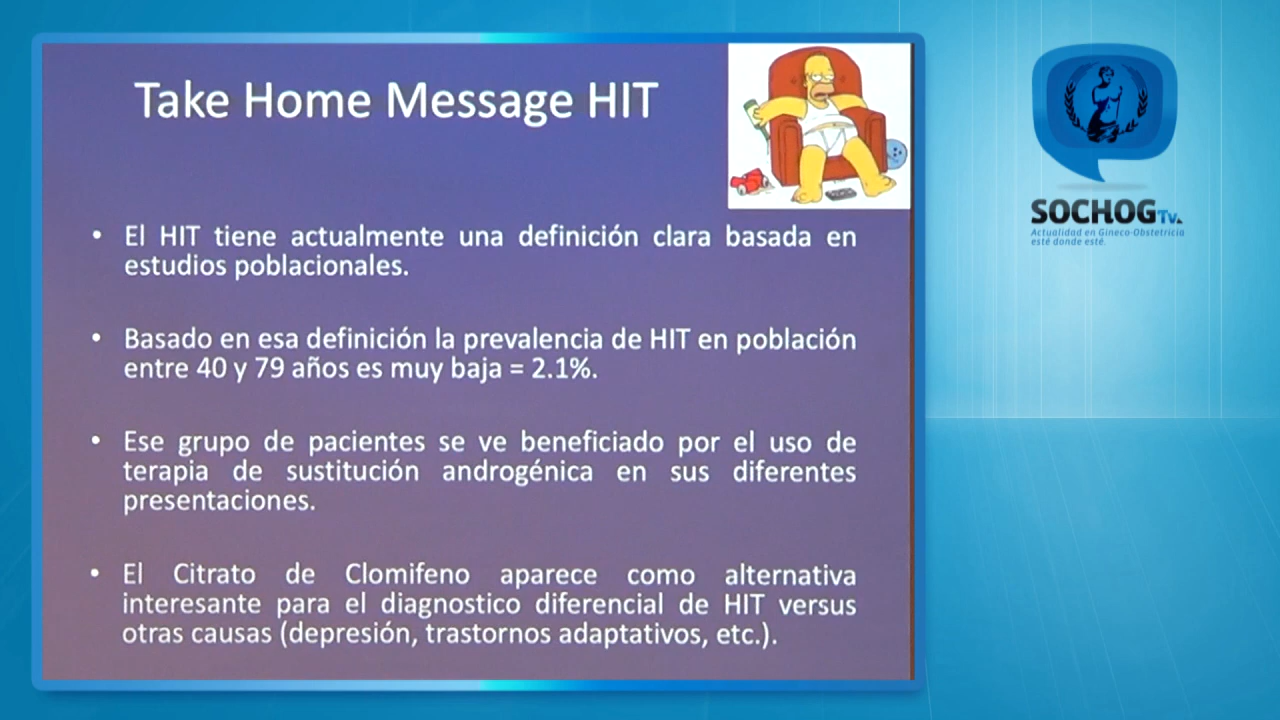 Take Home Message HIT
• El HIT tiene actualmente una definición clara basada en
estudios poblacionales.
• Basado en esa definición la prevalencia de HIT en población
entre 40 y 79 años es muy baja = 2.1%.
• Ese grupo de pacientes se ve beneficiado por el uso de
terapia de sustitución androgénica en sus diferentes
presentaciones.
• El Citrato de Clomifeno aparece como alternativa
interesante para el diagnostico diferencial de HIT versus
otras causas (depresión, trastornos adaptativos, etc.).
SOCHOGTv.
Actualidad en Gineco-Obstetricia
esté donde esté.